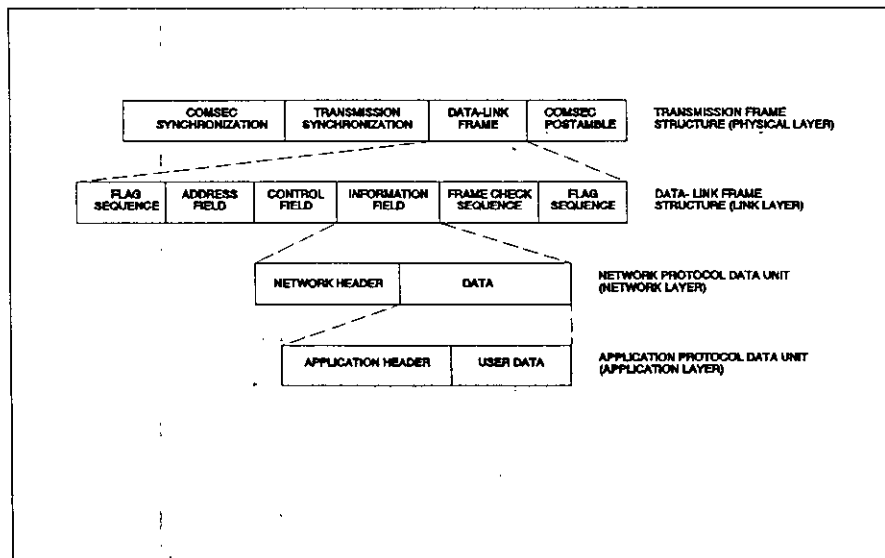 COMSEC SYNCHRONIZATION
TRANSMISSION SYNCHRONIZATION
DATA-LINK FRAME
COMSEC POSTAMBLE
TRANSMISSION FRAME
STRUCTURE (PHYSICAL LAYER)
FLAG SEQUENCE
ADDRESS FIELD
CONTROL FIELD
INFORMATION FIELD
FRAME CHECK SEQUENCE
FLAG SEQUENCE
DATA- LINK FRAME
STRUCTURE (LINK LAYER)
NETWORK HEADER
DATA
NETWORK PROTOCOL DATA UNIT
(NETWORK LAYER)
APPLICATION HEADER
USER DATA
APPLICATION PROTOCOL DATA UNIT
(APPLICATION LAYER)